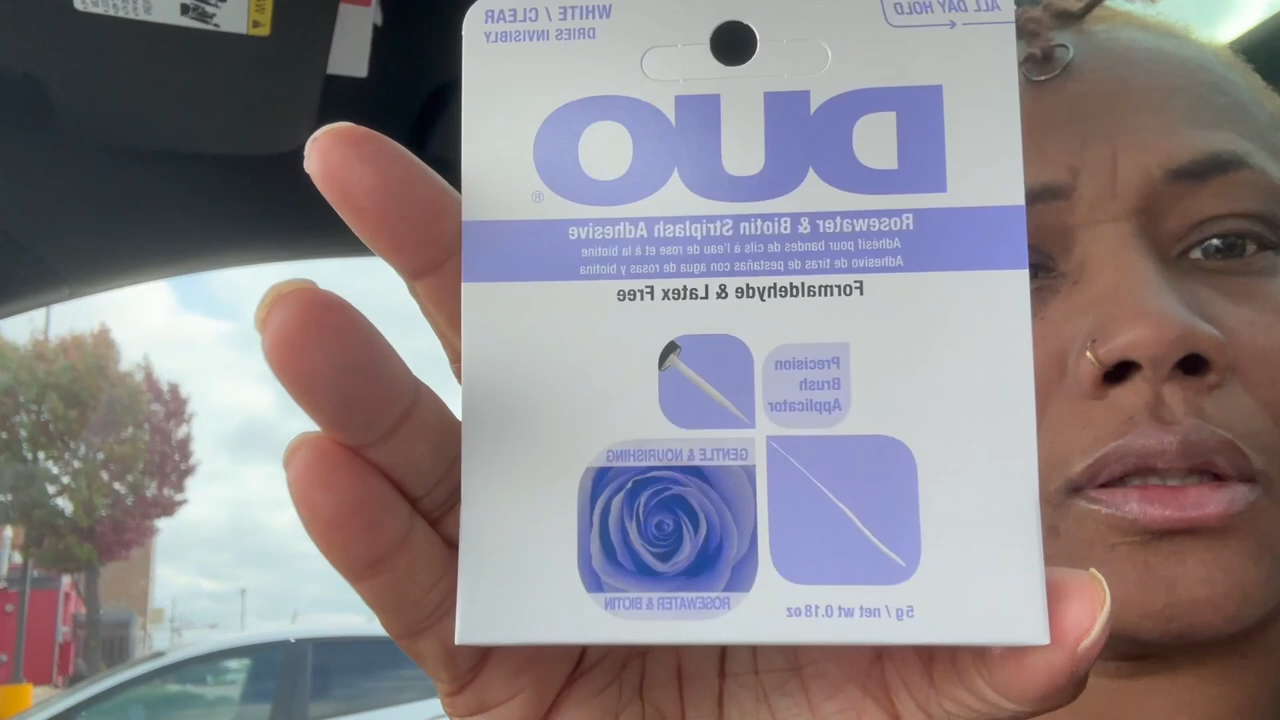 WHITE / CLEAR
DRIES INVISIBLY
ALL DAY HOLD
DUO®
Rosewater & Biotin Striplash Adhesive
Adhésif pour bandes de cils à l'eau de rose et à la biotine
Adhesivo de tiras de pestañas con agua de rosas y biotina
Formaldehyde & Latex Free
Precision
Brush
Applicator
GENTLE & NOURISHING
ROSEWATER & BIOTIN
5g / net wt 0.18 oz